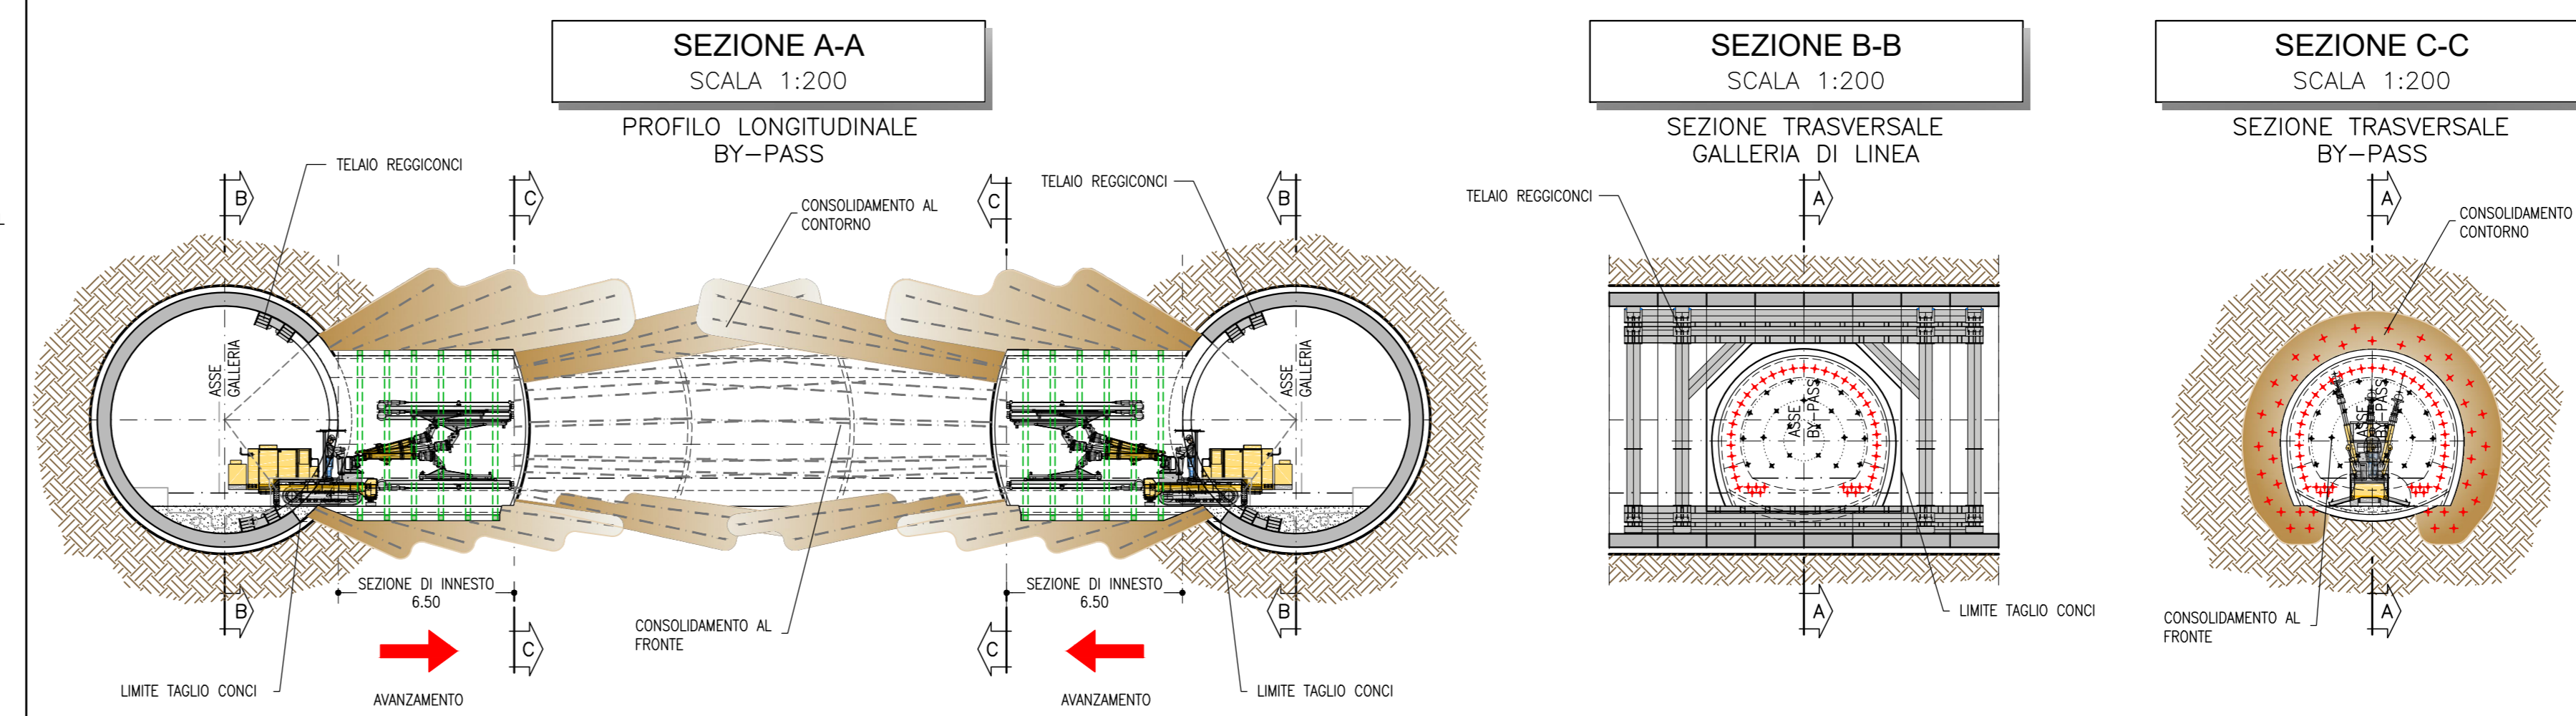 SEZIONE A-A
SCALA 1:200
PROFILO LONGITUDINALE
BY-PASS
TELAIO REGGICONCI
B
C
CONSOLIDAMENTO AL
CONTORNO
TELAIO REGGICONCI
C
B
ASSE
GALLERIA
ASSE
GALLERIA
SEZIONE DI INNESTO
6.50
SEZIONE DI INNESTO
6.50
B
C
CONSOLIDAMENTO AL
FRONTE
C
B
LIMITE TAGLIO CONCI
AVANZAMENTO
AVANZAMENTO
LIMITE TAGLIO CONCI
SEZIONE B-B
SCALA 1:200
SEZIONE TRASVERSALE
GALLERIA DI LINEA
TELAIO REGGICONCI
A
ASSE
BY-PASS
A
LIMITE TAGLIO CONCI
SEZIONE C-C
SCALA 1:200
SEZIONE TRASVERSALE
BY-PASS
A
CONSOLIDAMENTO
CONTORNO
ASSE
BY-PASS
CONSOLIDAMENTO AL
FRONTE
A